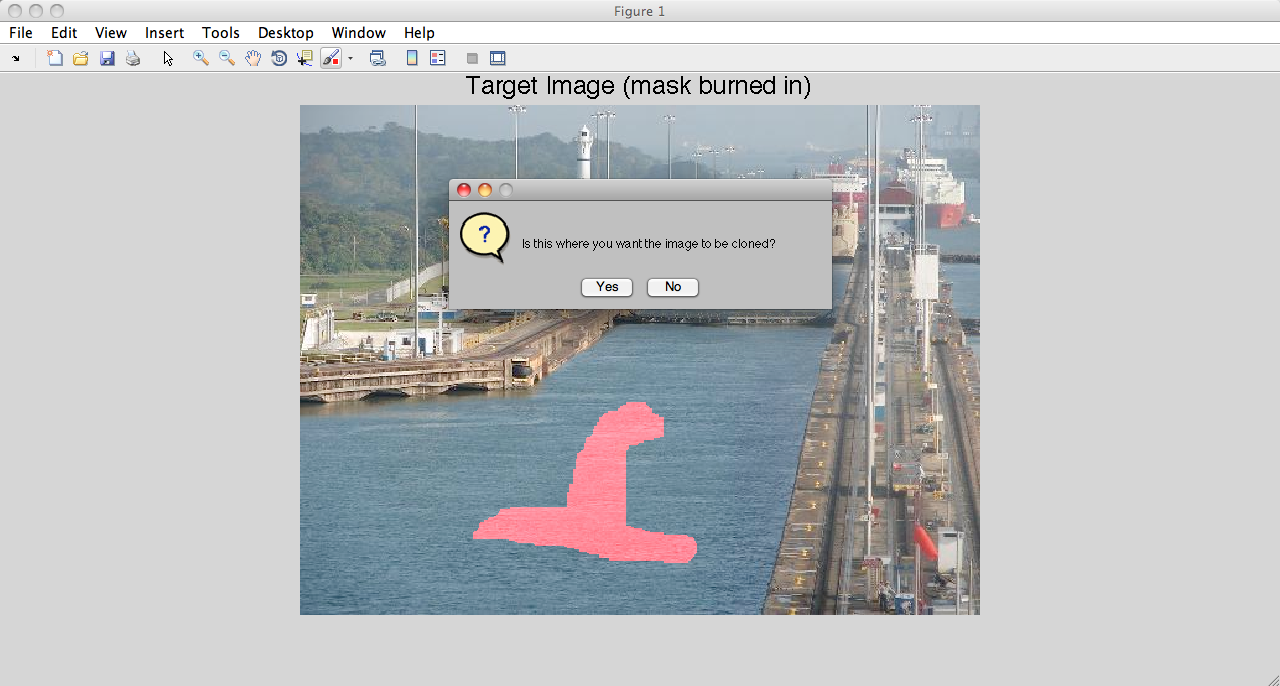 Figure 1
File Edit View Insert Tools Desktop Window Help
Target Image (mask burned in)
?
Is this where you want the image to be cloned?
Yes No